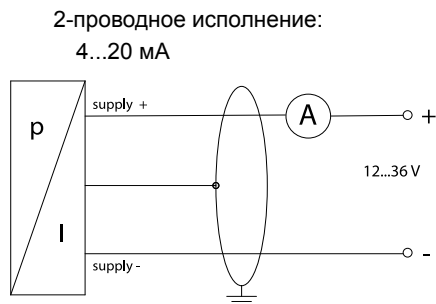 2-проводное исполнение:
4...20 мА
supply +
A
+
p
12...36 V
I
supply -
-